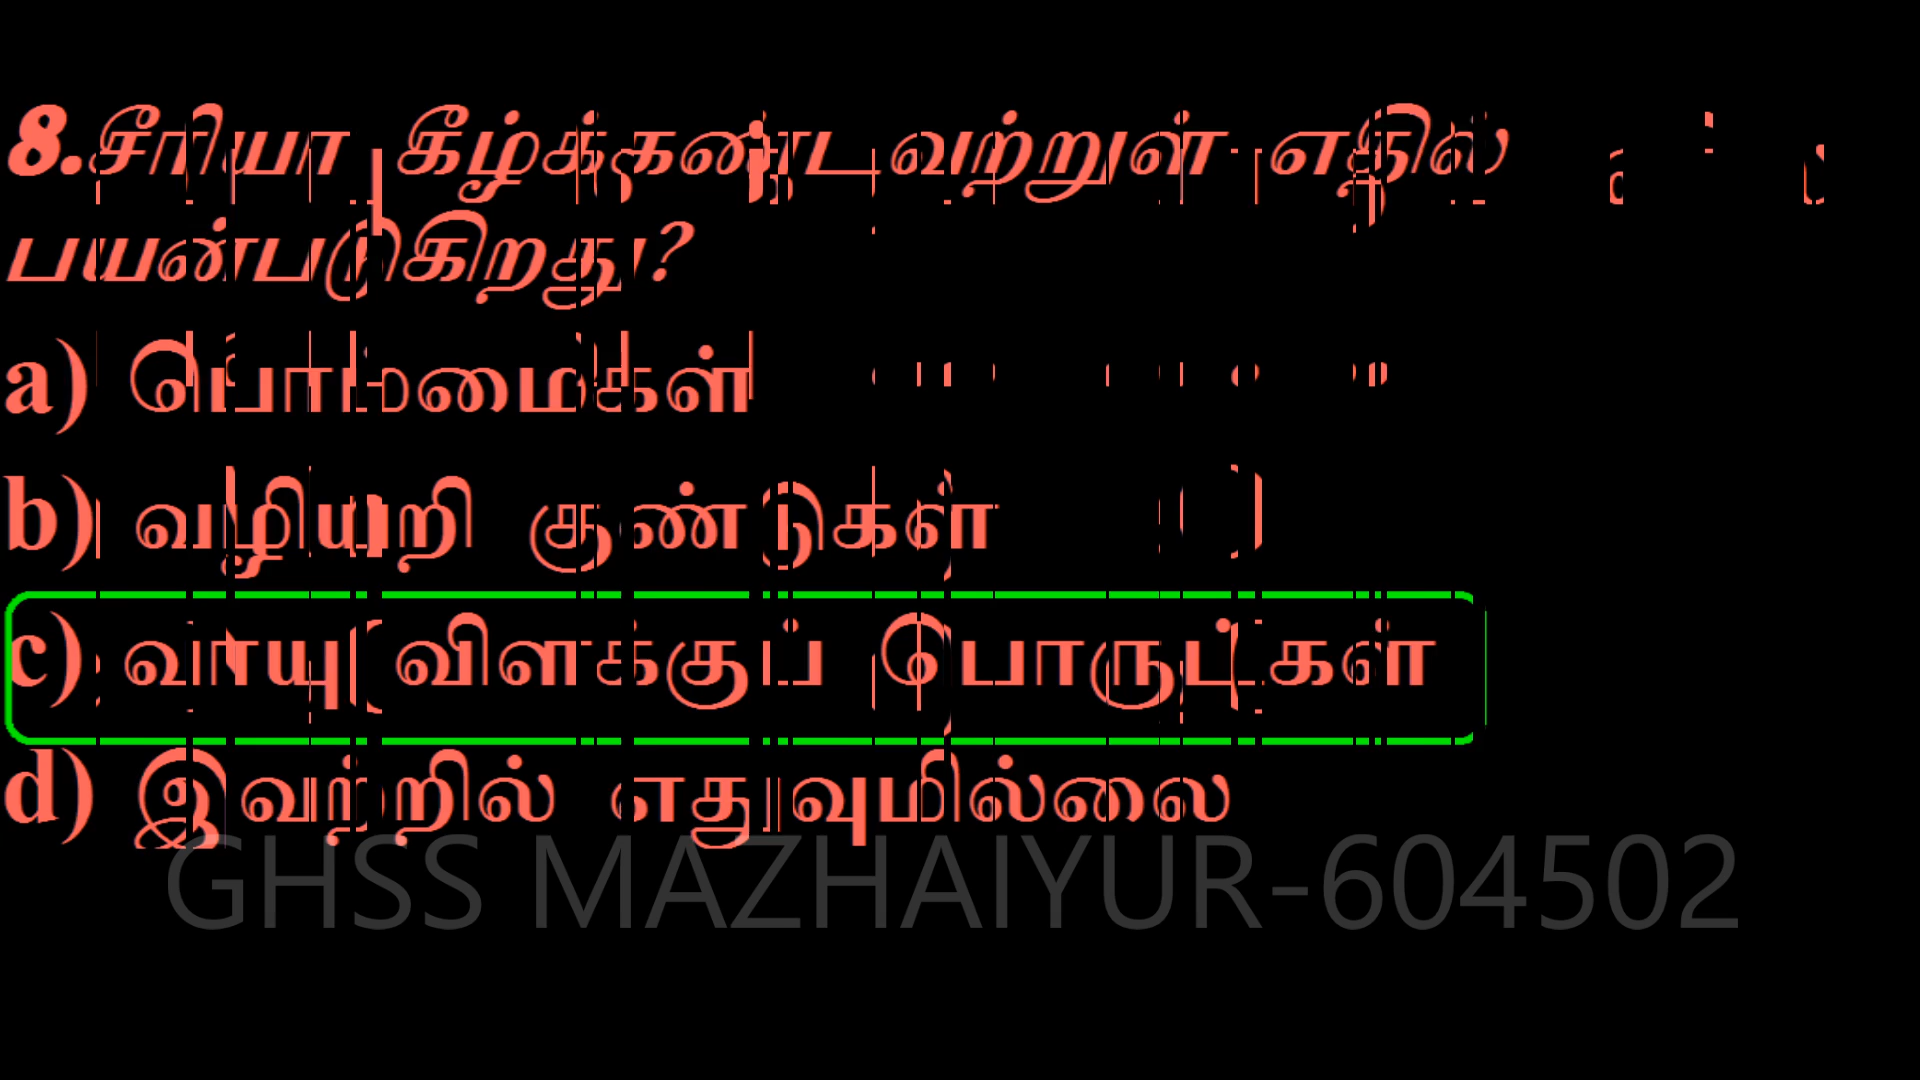 8.சீரியா கீழ்க்கண்டவற்றுள் எதில்
பயன்படுகிறது?
a) பொம்மைகள்
b) வழியறி குண்டுகள்
c) வாயு விளக்குப் பொருட்கள்
d) இவற்றில் எதுவுமில்லை
GHSS MAZHAIYUR-604502